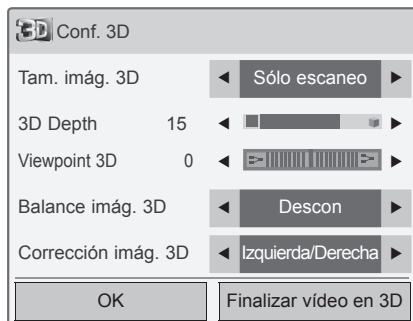 3D Conf. 3D
Tam. imág. 3D Sólo escaneo
3D Depth 15
Viewpoint 3D 0
Balance imág. 3D Descon
Corrección imág. 3D Izquierda/Derecha
OK Finalizar vídeo en 3D